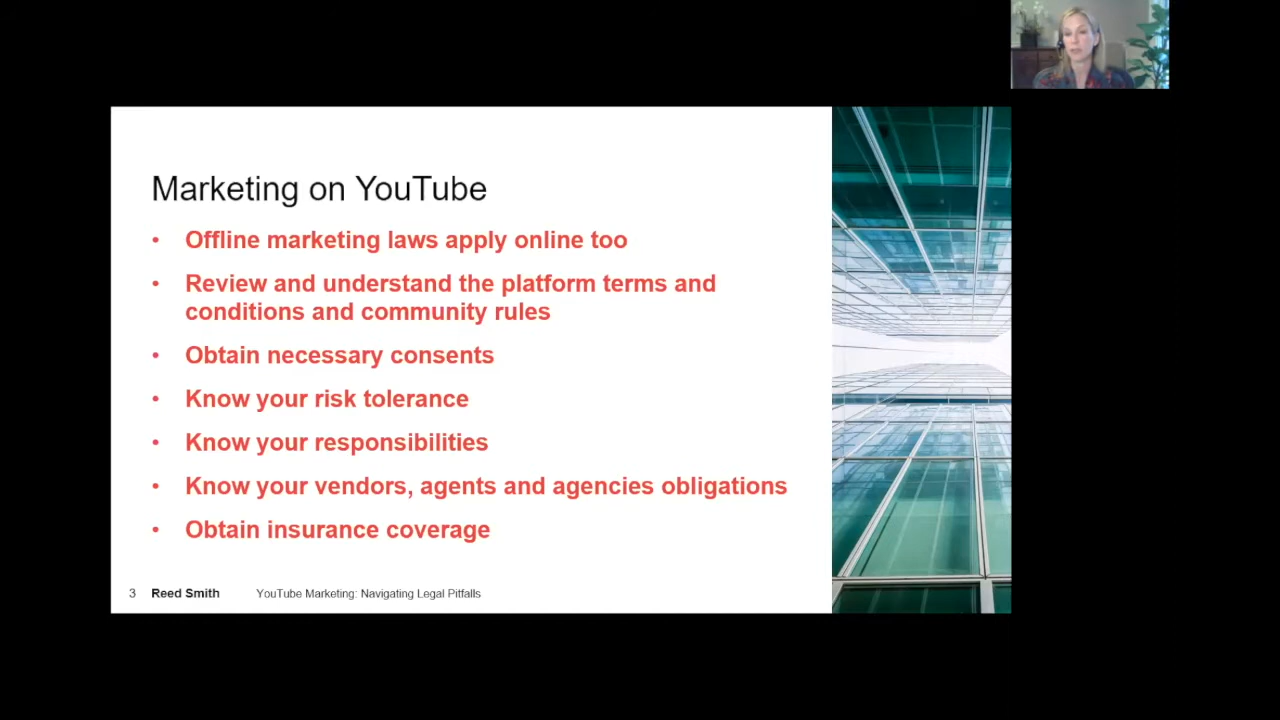 Marketing on YouTube
• Offline marketing laws apply online too
• Review and understand the platform terms and
conditions and community rules
• Obtain necessary consents
• Know your risk tolerance
• Know your responsibilities
• Know your vendors, agents and agencies obligations
• Obtain insurance coverage
3 Reed Smith YouTube Marketing: Navigating Legal Pitfalls